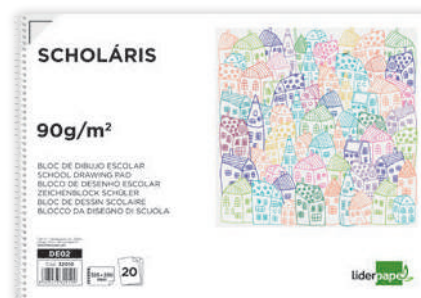 SCHOLÁRIS
90g/m²
BLOC DE DIBUJO ESCOLAR
SCHOOL DRAWING PAD
BLOCO DE DESENHO ESCOLAR
ZEICHENBLOCK SCHÜLER
BLOC DE DESSIN SCOLAIRE
BLOCCO DA DISEGNO DI SCUOLA
DE02
20
liderpapel